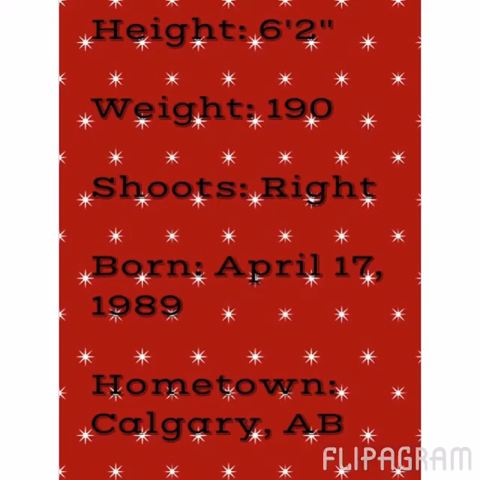 Height: 6'2"
Weight: 190
Shoots: Right
Born: April 17,
1989
Hometown:
Calgary, AB
FLIPAGRAM